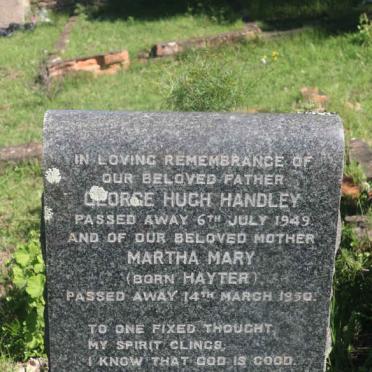 IN LOVING REMEMBRANCE OF
OUR BELOVED FATHER
GEORGE HUGH HANDLEY
PASSED AWAY 6TH JULY 1949
AND OF OUR BELOVED MOTHER
MARTHA MARY
(BORN HAYTER)
PASSED AWAY 14TH MARCH 1950.
TO ONE FIXED THOUGHT,
MY SPIRIT CLINGS,
I KNOW THAT GOD IS GOOD.